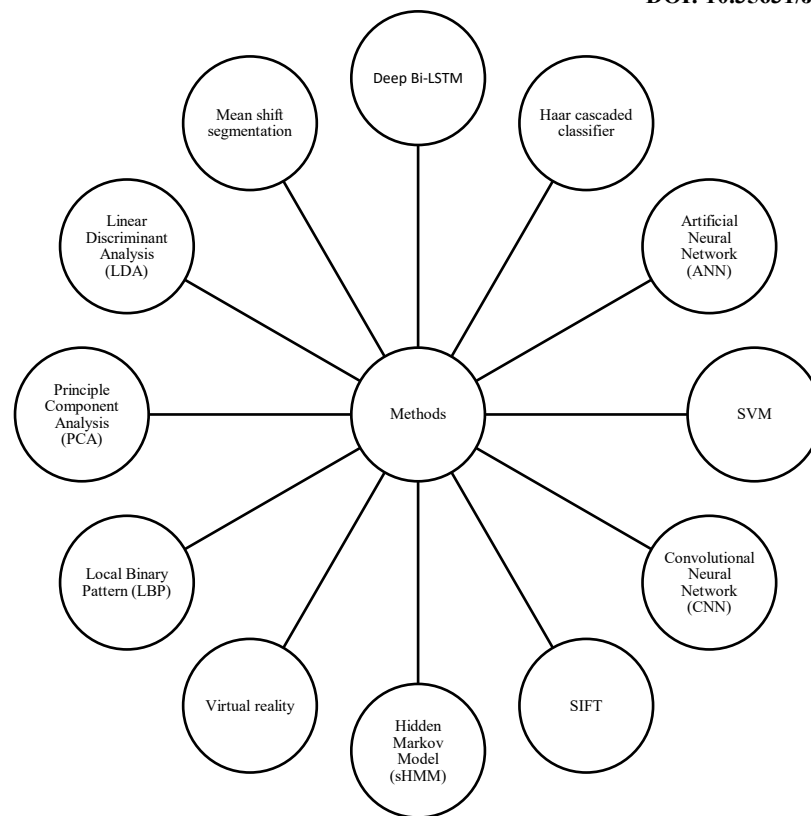 Deep Bi-LSTM
Haar cascaded
classifier
Artificial
Neural
Network
(ANN)
SVM
Convolutional
Neural
Network
(CNN)
SIFT
Hidden
Markov
Model
(sHMM)
Virtual reality
Local Binary
Pattern (LBP)
Principle
Component
Analysis
(PCA)
Linear
Discriminant
Analysis
(LDA)
Mean shift
segmentation
Methods